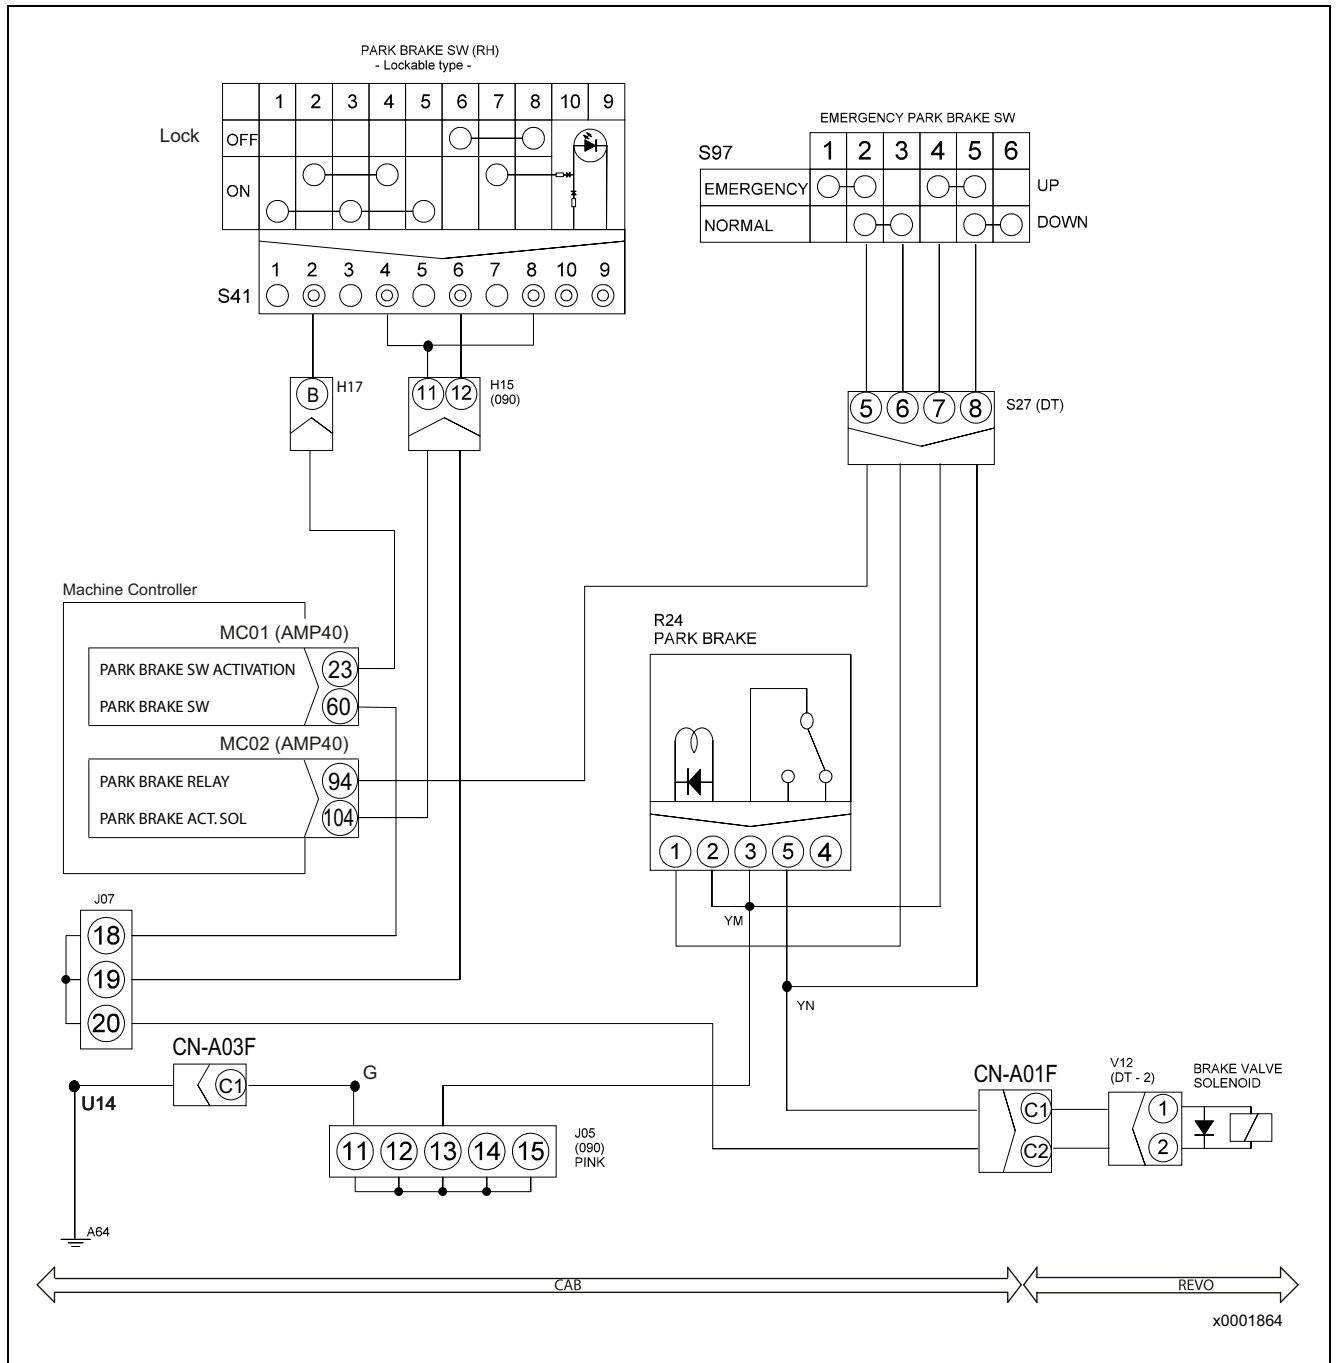 PARK BRAKE SW (RH)
- Lockable type -
1 2 3 4 5 6 7 8 10 9
Lock OFF
ON
1 2 3 4 5 6 7 8 10 9
S41
EMERGENCY PARK BRAKE SW
S97 1 2 3 4 5 6
EMERGENCY UP
NORMAL DOWN
B H17
11 12 H15
(090)
5 6 7 8 S27 (DT)
Machine Controller
MC01 (AMP40)
PARK BRAKE SW ACTIVATION 23
PARK BRAKE SW 60
MC02 (AMP40)
PARK BRAKE RELAY 94
PARK BRAKE ACT. SOL 104
R24
PARK BRAKE
1 2 3 5 4
YM
YN
J07
18
19
20
CN-A03F
C1
G
U14
A64
11 12 13 14 15
J05
(090)
PINK
CN-A01F
C1
C2
V12
(DT - 2)
1
2
BRAKE VALVE
SOLENOID
CAB
REVO
x0001864